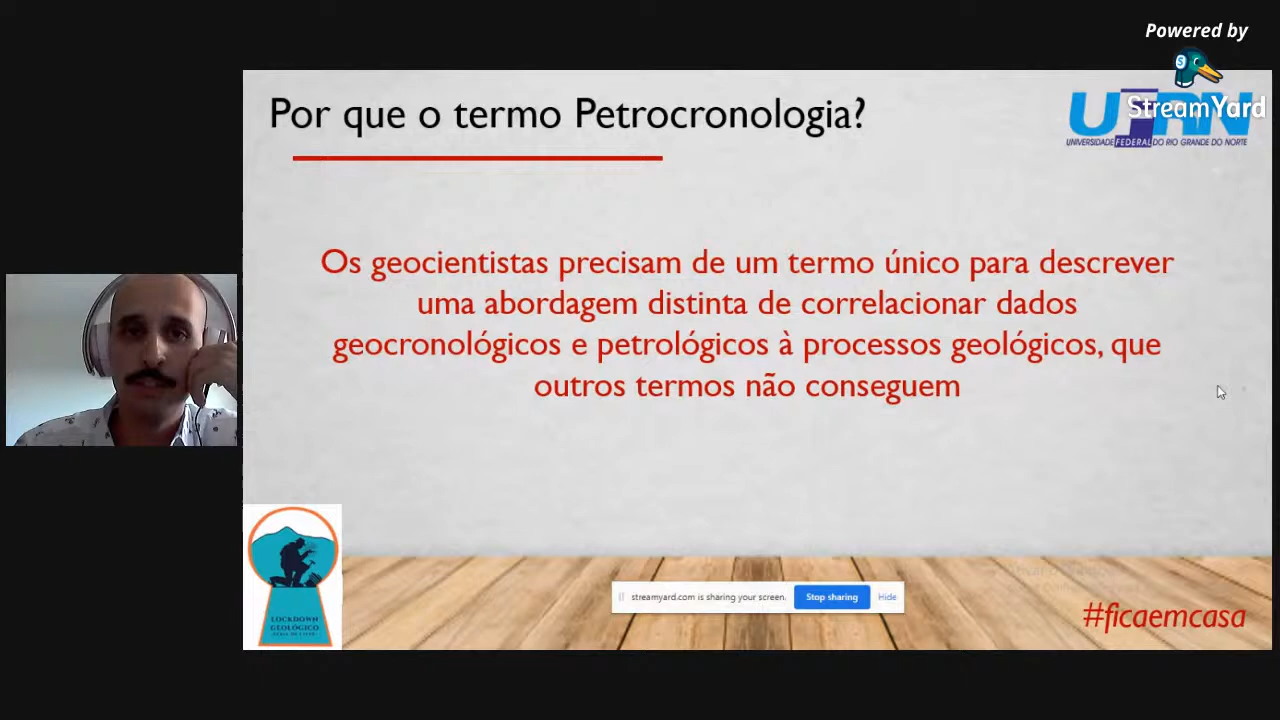 Powered by
StreamYard
Por que o termo Petrocronologia?
UFRN
UNIVERSIDADE FEDERAL DO RIO GRANDE DO NORTE
Os geocientistas precisam de um termo único para descrever
uma abordagem distinta de correlacionar dados
geocronológicos e petrológicos à processos geológicos, que
outros termos não conseguem
LOCKDOWN
GEOLÓGICO
streamyard.com is sharing your screen.
Stop sharing
Hide
#ficaemcasa